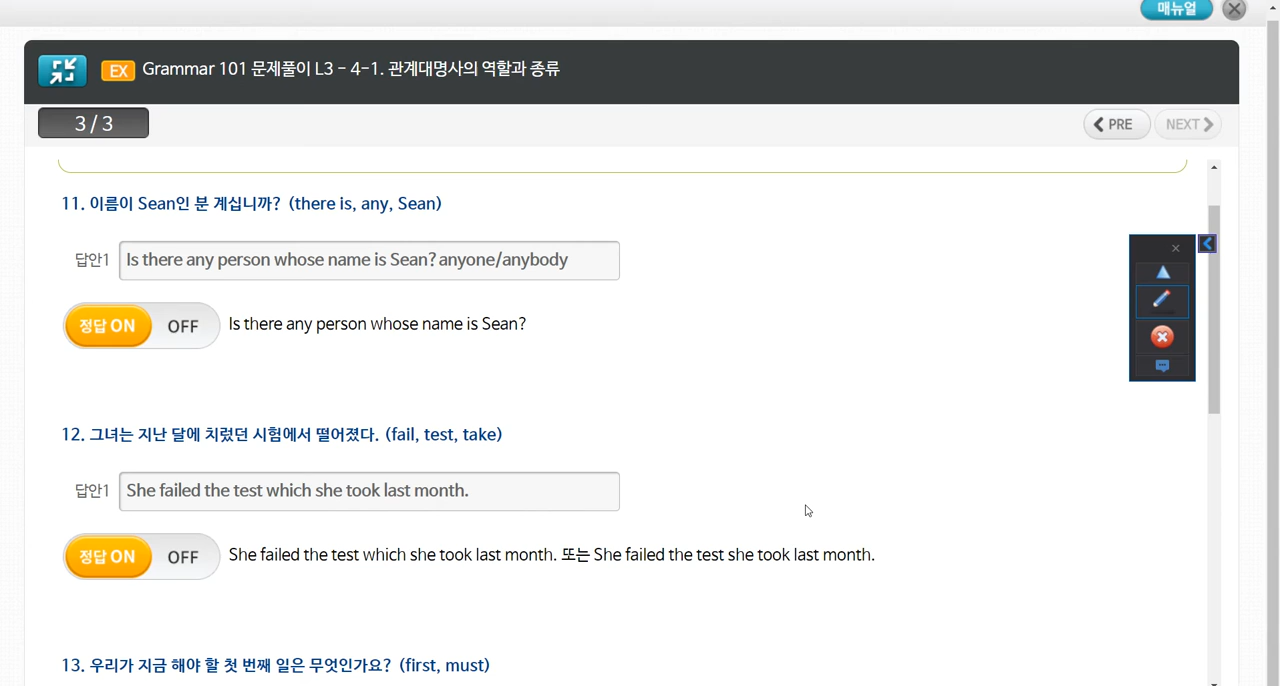 매뉴얼
EX Grammar 101 문제풀이 L3 - 4-1. 관계대명사의 역할과 종류
3 / 3
PRE NEXT
11. 이름이 Sean인 분 계십니까? (there is, any, Sean)
답안1 Is there any person whose name is Sean? anyone/anybody
정답 ON OFF Is there any person whose name is Sean?
12. 그녀는 지난 달에 치렀던 시험에서 떨어졌다. (fail, test, take)
답안1 She failed the test which she took last month.
정답 ON OFF She failed the test which she took last month. 또는 She failed the test she took last month.
13. 우리가 지금 해야 할 첫 번째 일은 무엇인가요? (first, must)